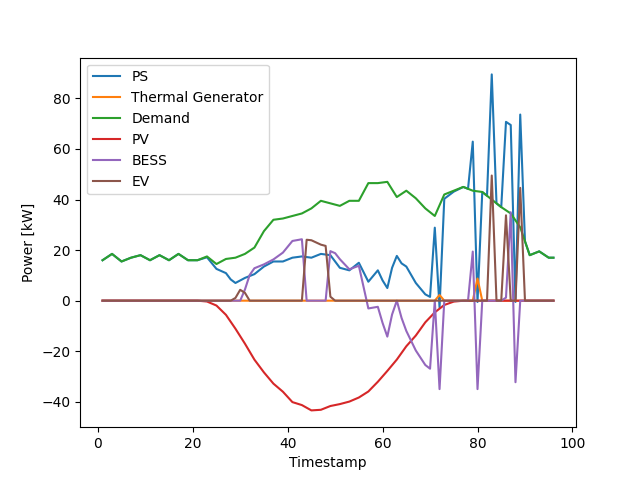 PS
Thermal Generator
Demand
PV
BESS
EV
Power [kW]
80
60
40
20
0
−20
−40
0
20
40
60
80
100
Timestamp